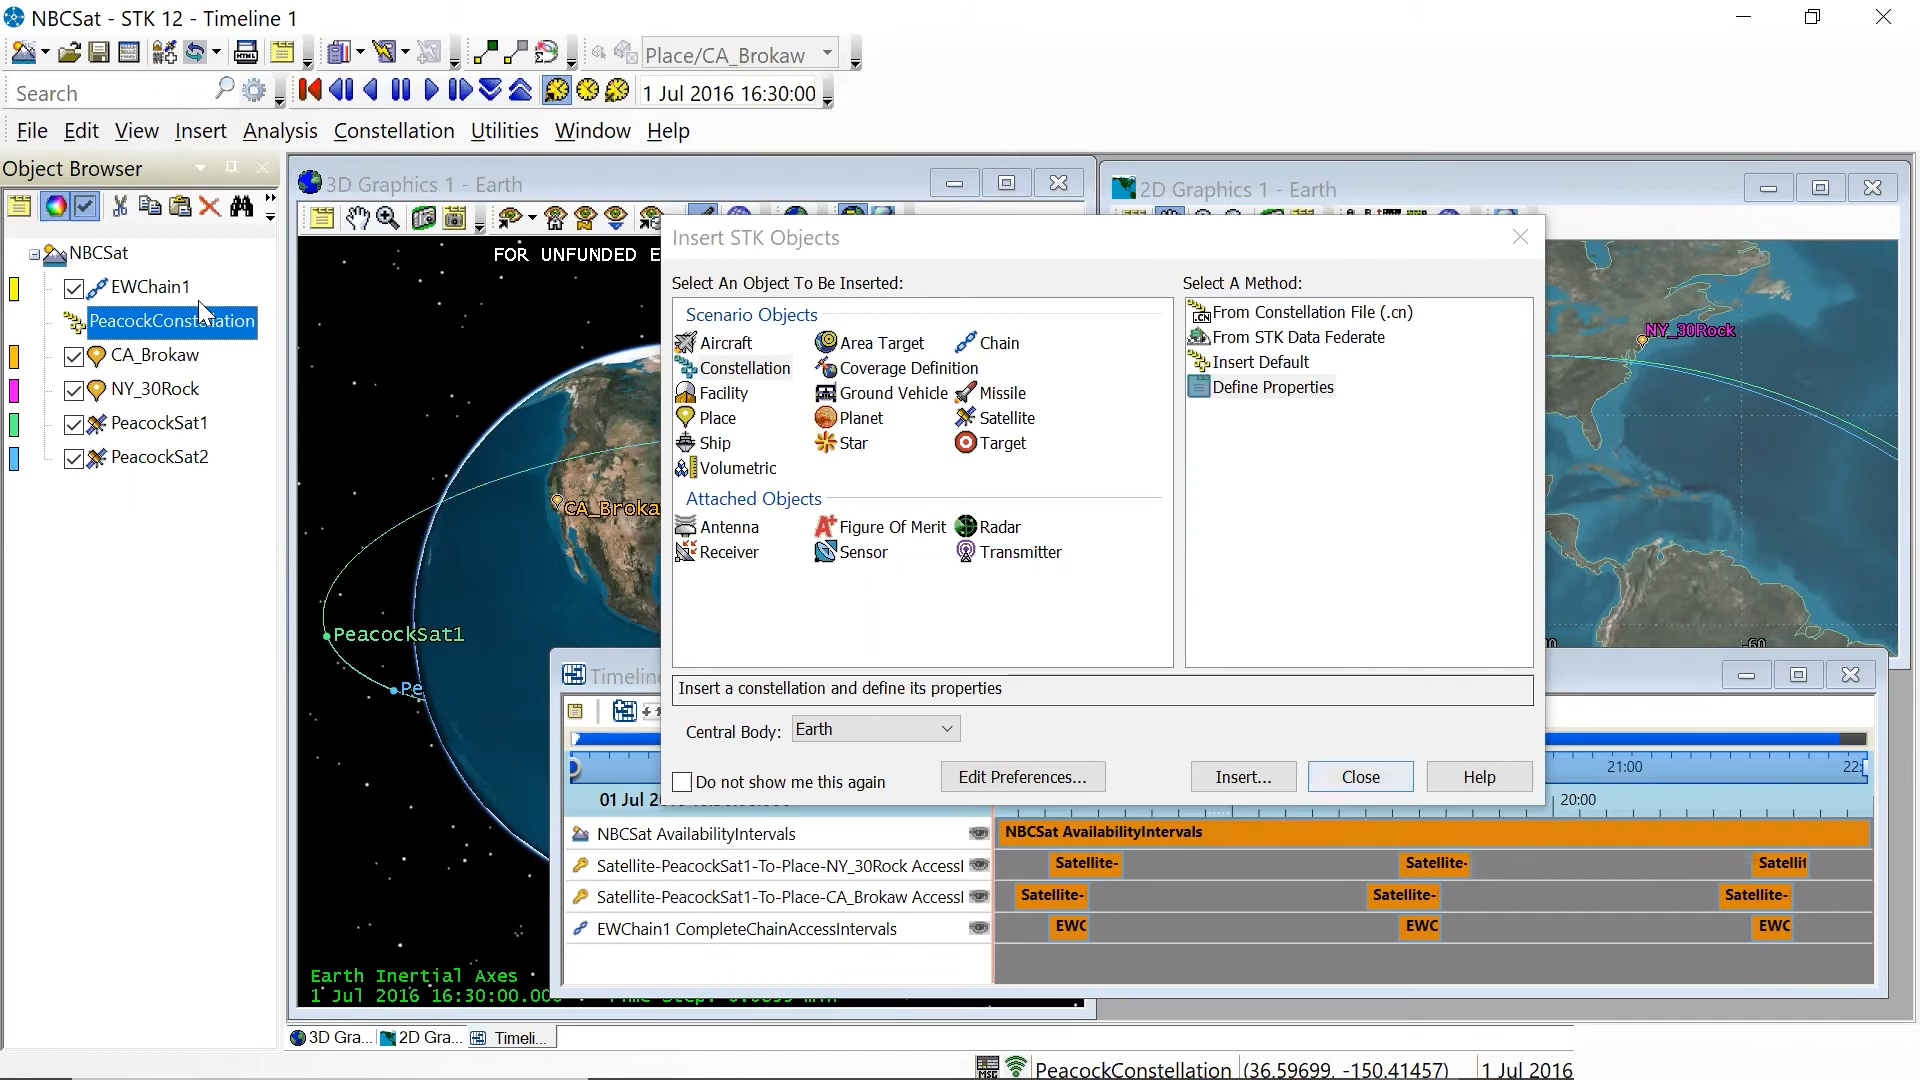 NBCSat - STK 12 - Timeline 1
Place/CA_Brokaw
Search
1 Jul 2016 16:30:00
File Edit View Insert Analysis Constellation Utilities Window Help
Object Browser
NBCSat
EWChain1
PeacockConstellation
CA_Brokaw
NY_30Rock
PeacockSat1
PeacockSat2
3D Graphics 1 - Earth
FOR UNFUNDED E
CA_Broka
PeacockSat1
Pe
Earth Inertial Axes
1 Jul 2016 16:30:00.000
2D Graphics 1 - Earth
NY_30Rock
-60
Insert STK Objects
Select An Object To Be Inserted:
Scenario Objects
Aircraft Area Target Chain
Constellation Coverage Definition
Facility Ground Vehicle Missile
Place Planet Satellite
Ship Star Target
Volumetric
Attached Objects
Antenna Figure Of Merit Radar
Receiver Sensor Transmitter
Select A Method:
From Constellation File (.cn)
From STK Data Federate
Insert Default
Define Properties
Insert a constellation and define its properties
Central Body: Earth
Do not show me this again
Edit Preferences...
Insert...
Close
Help
Timeline
21:00 22:
01 Jul 20
20:00
NBCSat AvailabilityIntervals NBCSat AvailabilityIntervals
Satellite-PeacockSat1-To-Place-NY_30Rock AccessI Satellite- Satellite- Satellit
Satellite-PeacockSat1-To-Place-CA_Brokaw AccessI Satellite- Satellite- Satellite-
EWChain1 CompleteChainAccessIntervals EWC EWC EWC
3D Gra... 2D Gra... Timeli...
MSG PeacockConstellation (36.59699, -150.41457) 1 Jul 2016